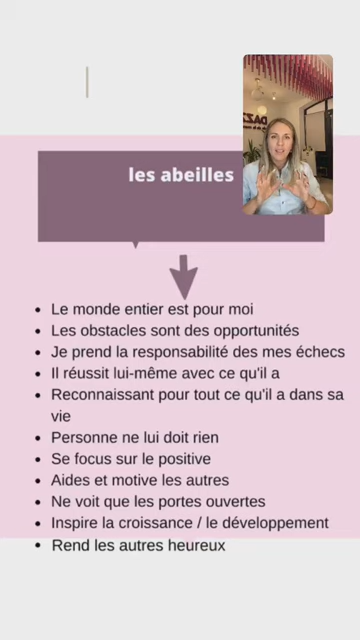 les abeilles
• Le monde entier est pour moi
• Les obstacles sont des opportunités
• Je prend la responsabilité des mes échecs
• Il réussit lui-même avec ce qu'il a
• Reconnaissant pour tout ce qu'il a dans sa
vie
• Personne ne lui doit rien
• Se focus sur le positive
• Aides et motive les autres
• Ne voit que les portes ouvertes
• Inspire la croissance / le développement
• Rend les autres heureux